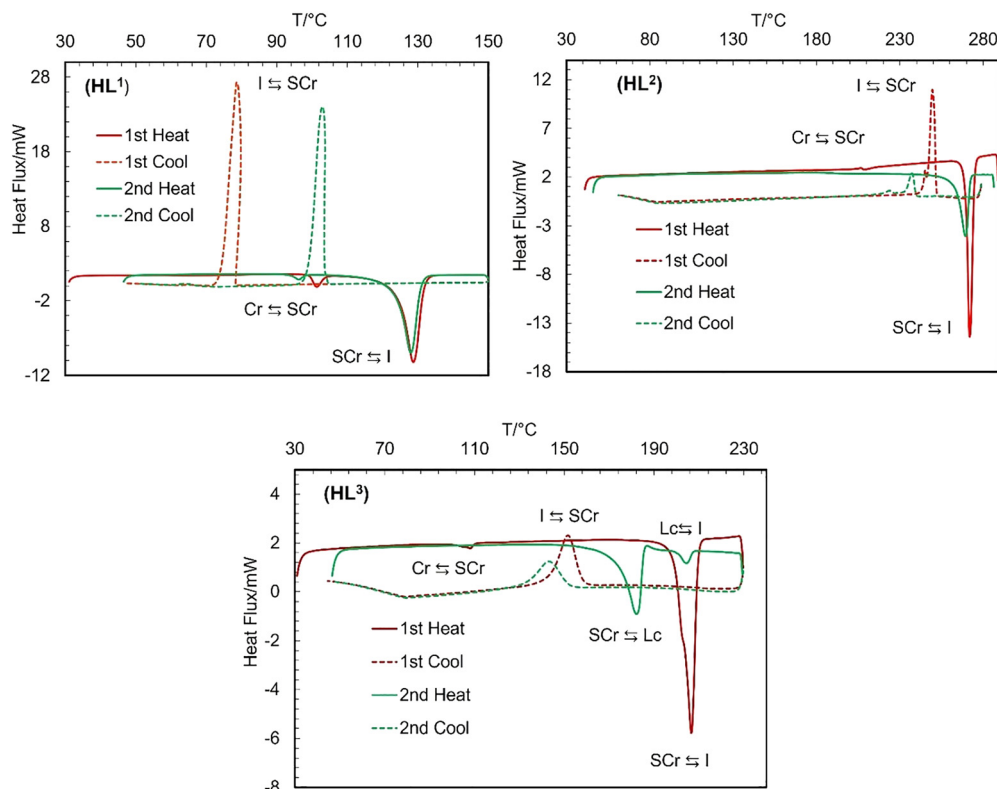 T/°C
30 50 70 90 110 130 150
(HL¹)
I ⇆ SCr
28
18
8
-2
-12
Heat Flux/mW
1st Heat
1st Cool
2nd Heat
2nd Cool
Cr ⇆ SCr
SCr ⇆ I
T/°C
30 80 130 180 230 280
(HL²)
I ⇆ SCr
12
7
2
-3
-8
-13
-18
Heat Flux/mW
Cr ⇆ SCr
1st Heat
1st Cool
2nd Heat
2nd Cool
SCr ⇆ I
T/°C
30 70 110 150 190 230
(HL³)
4
2
0
-2
-4
-6
-8
Heat Flux/mW
I ⇆ SCr
Lc⇆ I
Cr ⇆ SCr
SCr ⇆ Lc
1st Heat
1st Cool
2nd Heat
2nd Cool
SCr ⇆ I